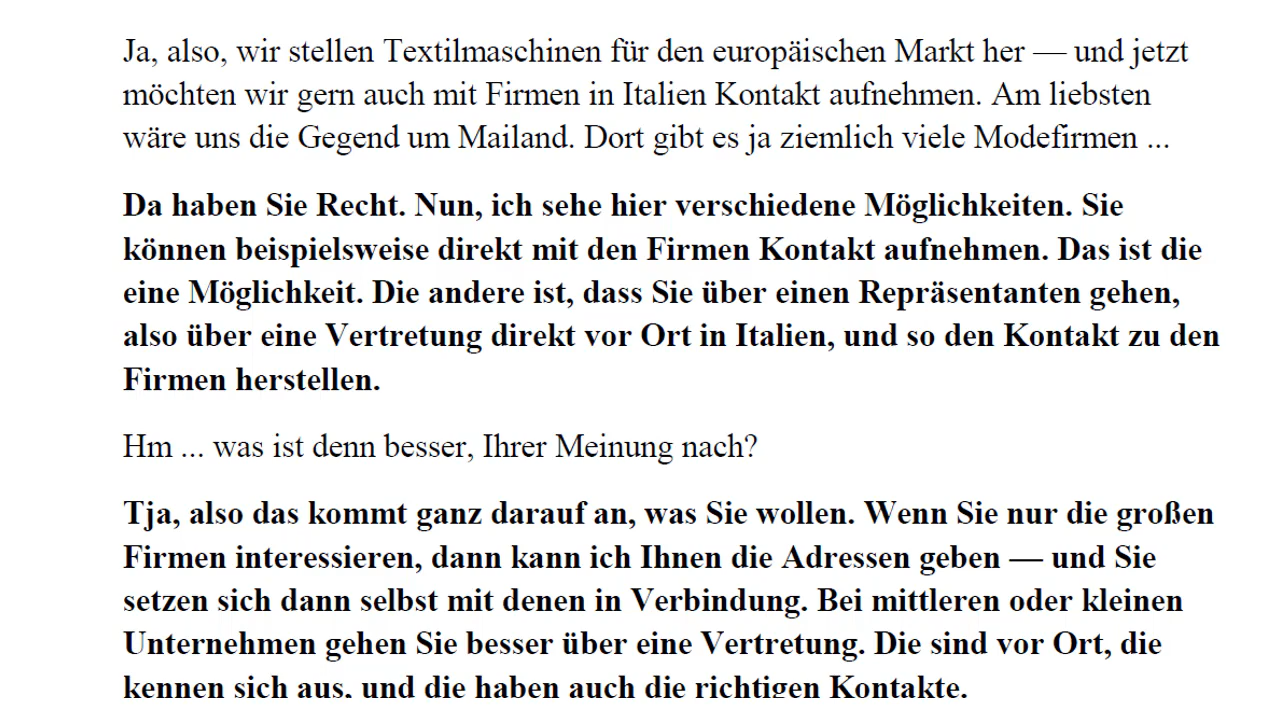 Ja, also, wir stellen Textilmaschinen für den europäischen Markt her — und jetzt
möchten wir gern auch mit Firmen in Italien Kontakt aufnehmen. Am liebsten
wäre uns die Gegend um Mailand. Dort gibt es ja ziemlich viele Modefirmen ...
Da haben Sie Recht. Nun, ich sehe hier verschiedene Möglichkeiten. Sie
können beispielsweise direkt mit den Firmen Kontakt aufnehmen. Das ist die
eine Möglichkeit. Die andere ist, dass Sie über einen Repräsentanten gehen,
also über eine Vertretung direkt vor Ort in Italien, und so den Kontakt zu den
Firmen herstellen.
Hm ... was ist denn besser, Ihrer Meinung nach?
Tja, also das kommt ganz darauf an, was Sie wollen. Wenn Sie nur die großen
Firmen interessieren, dann kann ich Ihnen die Adressen geben — und Sie
setzen sich dann selbst mit denen in Verbindung. Bei mittleren oder kleinen
Unternehmen gehen Sie besser über eine Vertretung. Die sind vor Ort, die
kennen sich aus, und die haben auch die richtigen Kontakte.